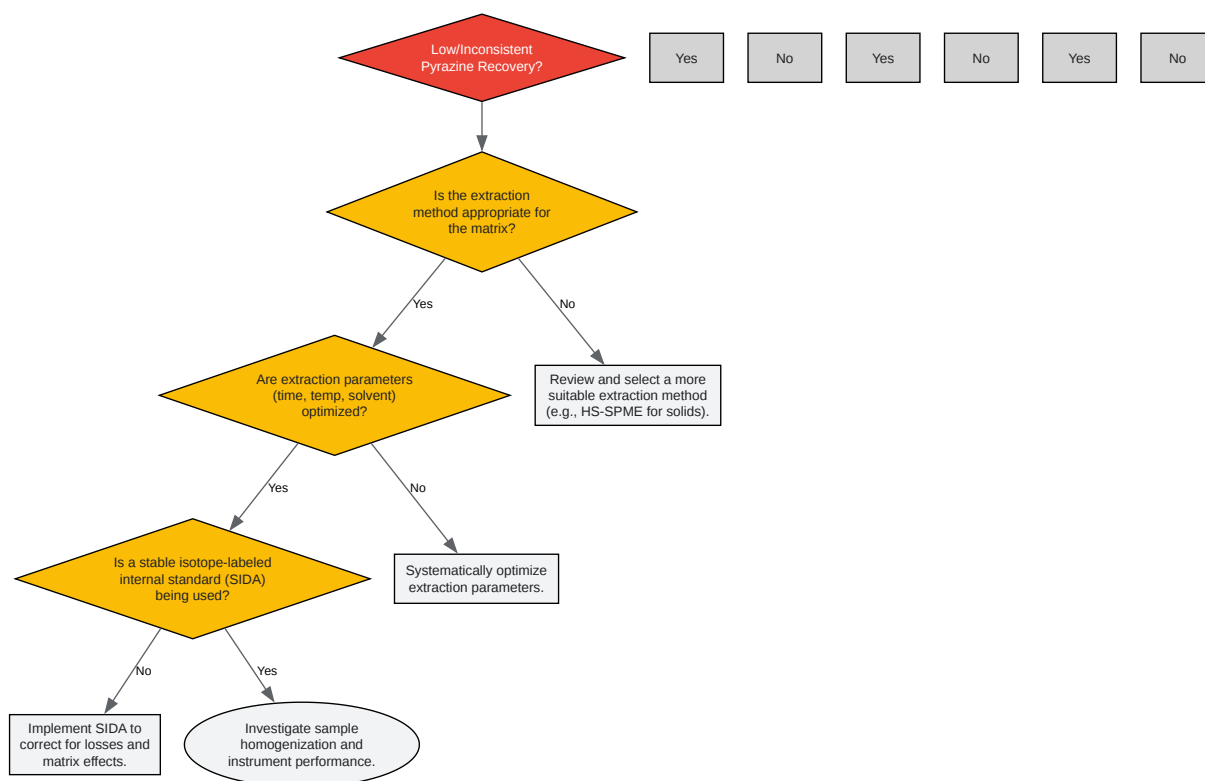 Low/Inconsistent
Pyrazine Recovery?
Yes
No
Yes
No
Yes
No
Is the extraction
method appropriate for
the matrix?
Yes
No
Are extraction parameters
(time, temp, solvent)
optimized?
Review and select a more
suitable extraction method
(e.g., HS-SPME for solids).
Yes
No
Is a stable isotope-labeled
internal standard (SIDA)
being used?
Systematically optimize
extraction parameters.
No
Yes
Implement SIDA to
correct for losses and
matrix effects.
Investigate sample
homogenization and
instrument performance.